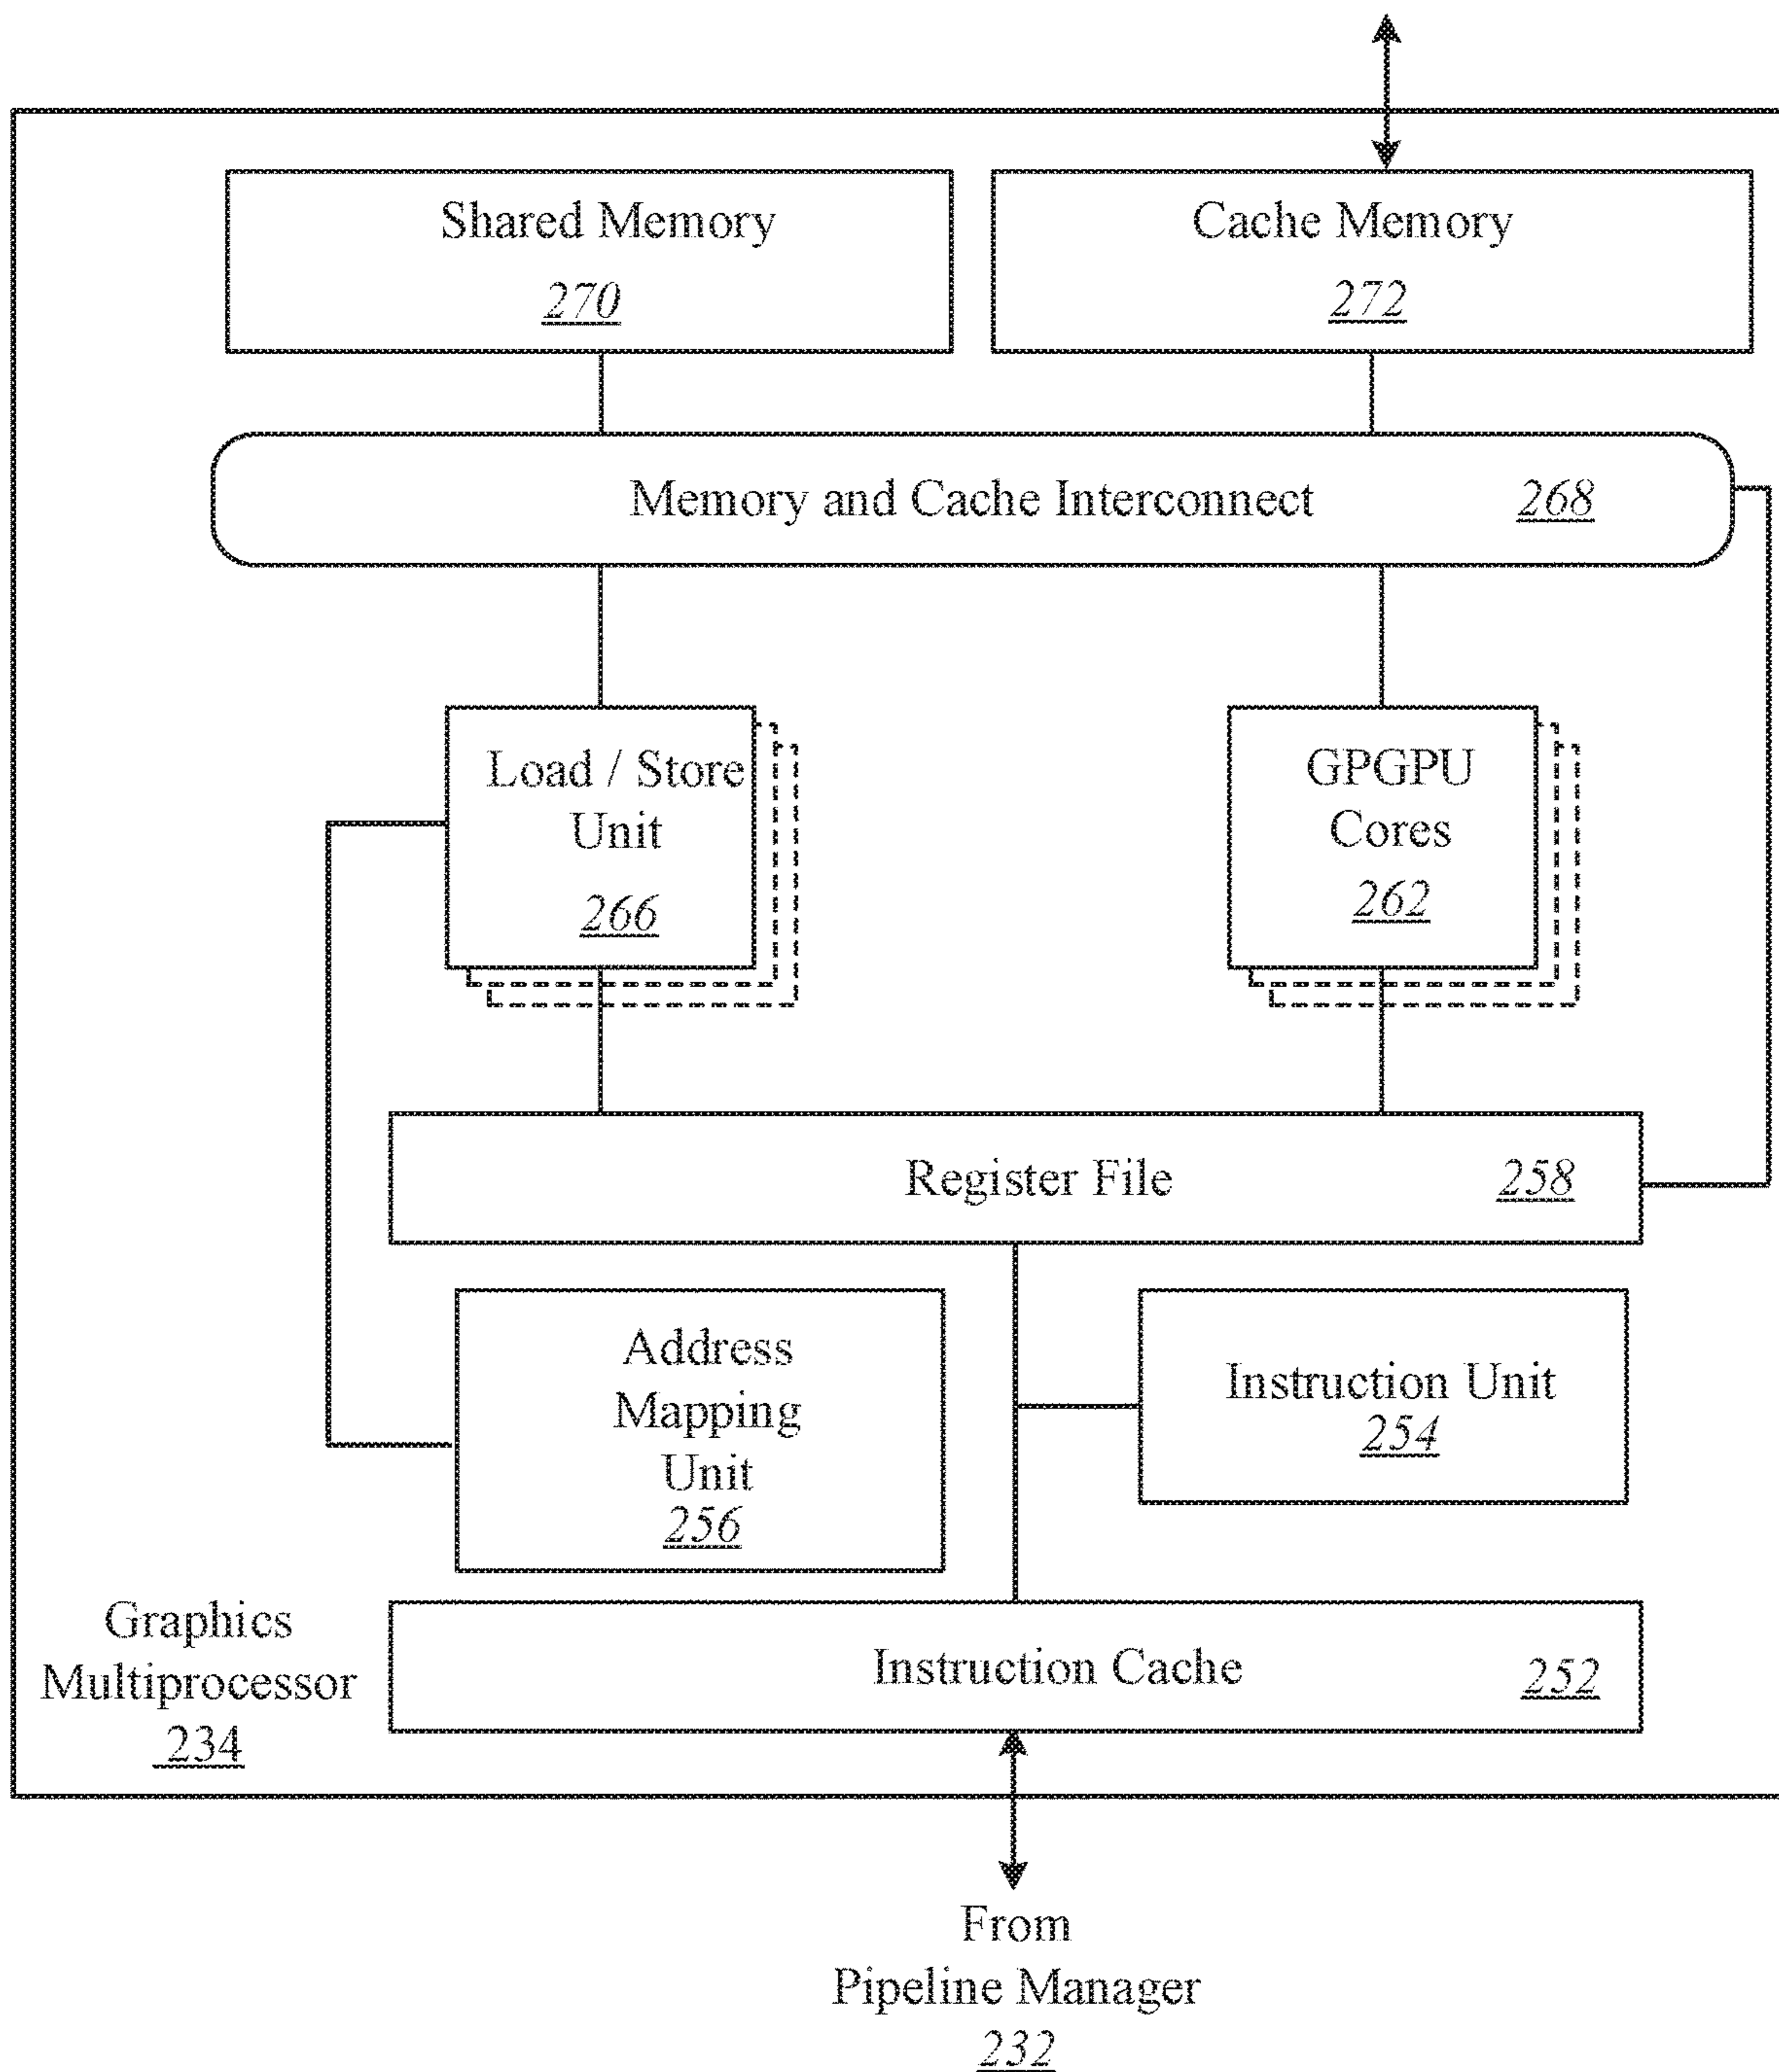 Shared Memory
270
Cache Memory
272
Memory and Cache Interconnect 268
Load / Store
Unit
266
GPGPU
Cores
262
Register File 258
Address
Mapping
Unit
256
Instruction Unit
254
Graphics
Multiprocessor
234
Instruction Cache 252
From
Pipeline Manager
232